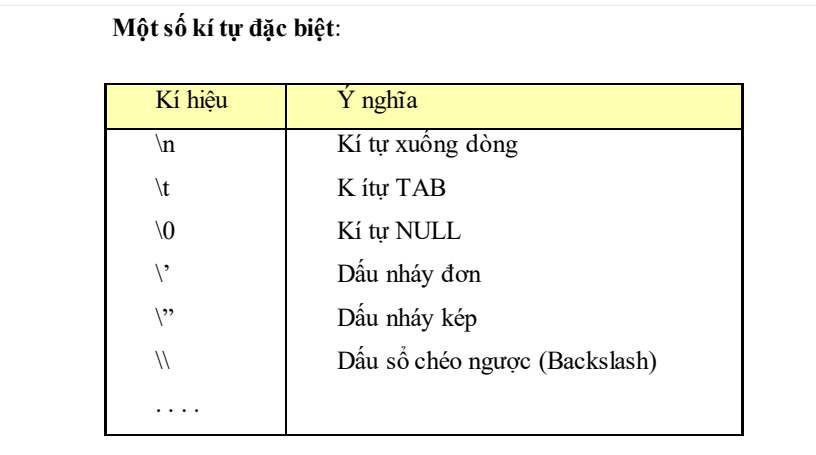 Một số kí tự đặc biệt:
Kí hiệu Ý nghĩa
\n Kí tự xuống dòng
\t K ítự TAB
\0 Kí tự NULL
\’ Dấu nháy đơn
\” Dấu nháy kép
\\ Dấu sổ chéo ngược (Backslash)
. . . .